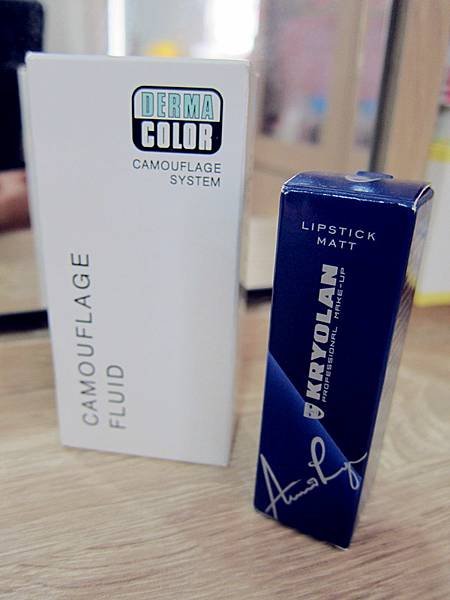 DERMA
COLOR
CAMOUFLAGE
SYSTEM
CAMOUFLAGE
FLUID
LIPSTICK
MATT
KRYOLAN
PROFESSIONAL MAKE-UP